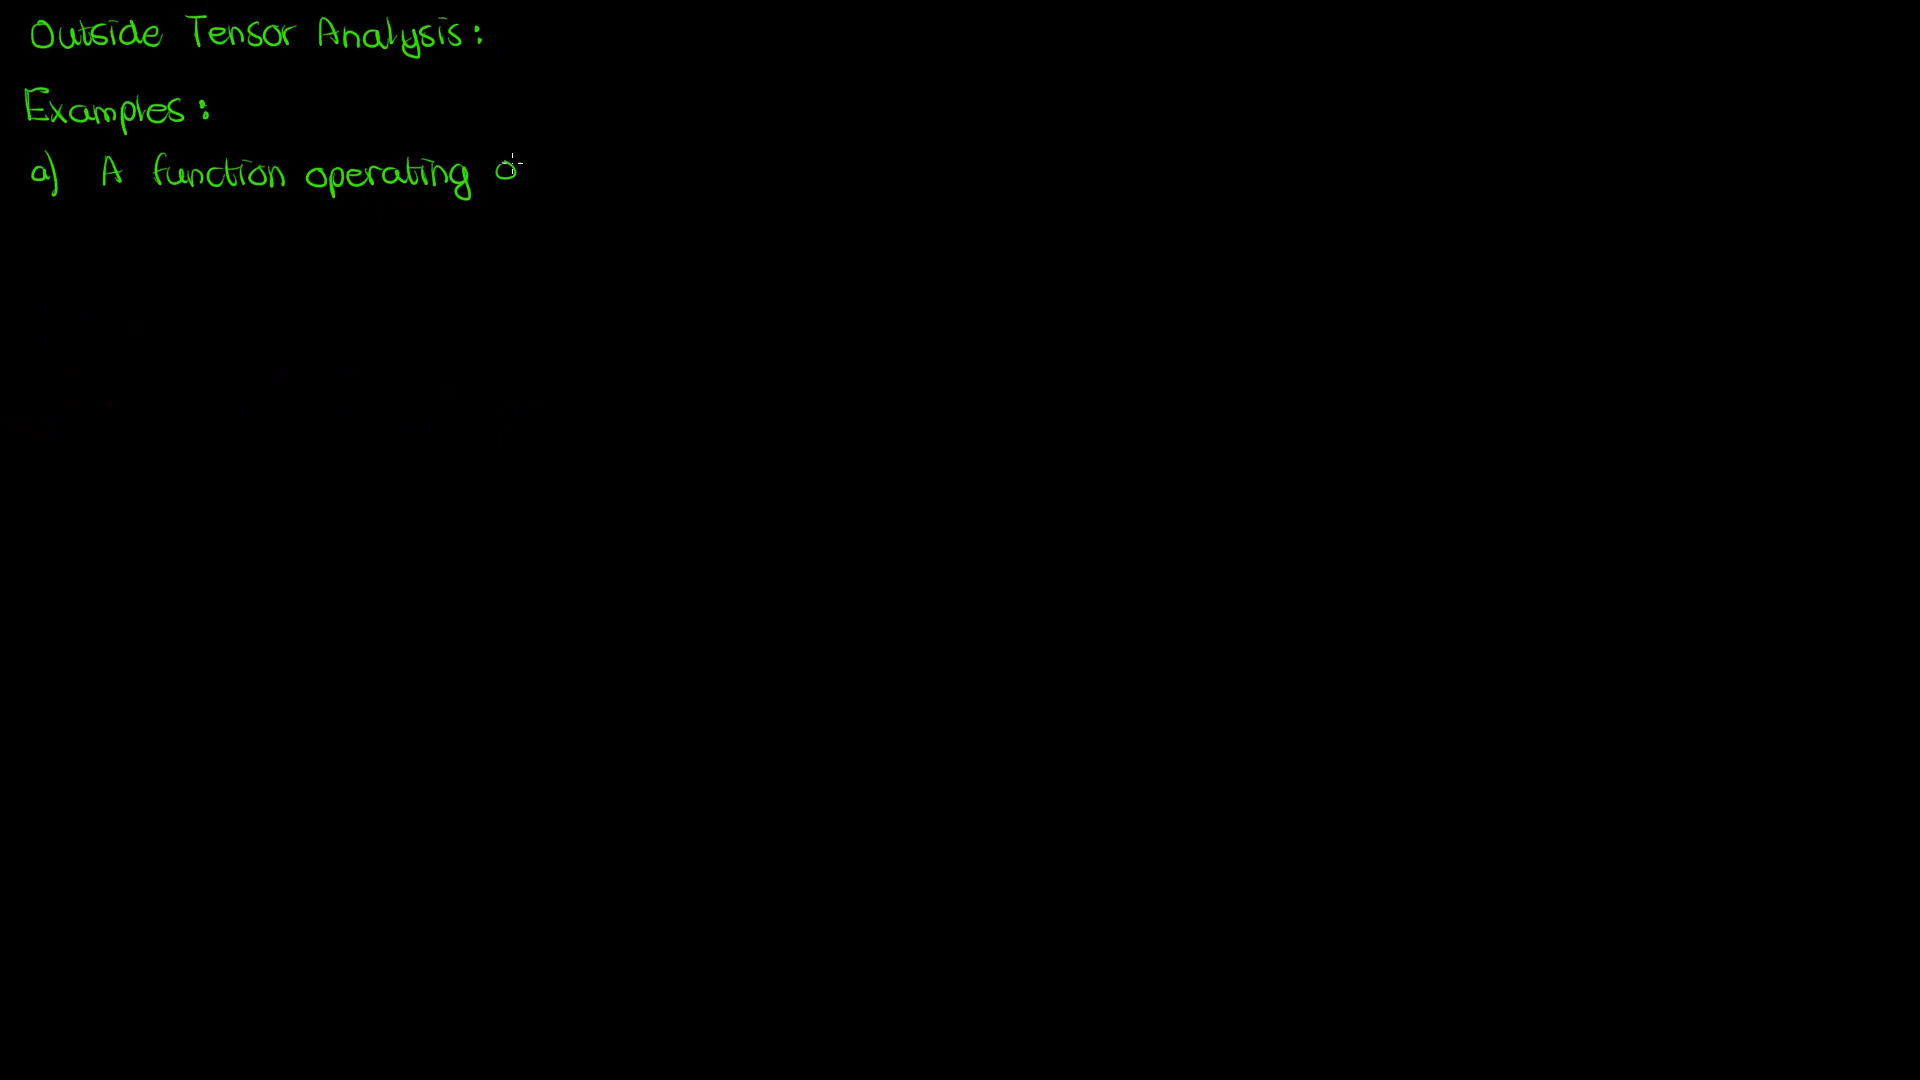 Outside Tensor Analysis:
Examples:
a) A function operating o